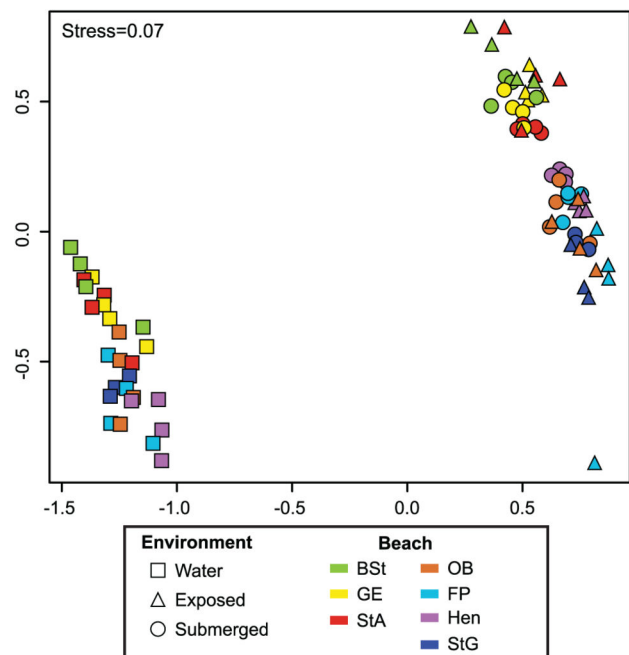 Stress=0.07
0.5
0.0
-0.5
-1.5 -1.0 -0.5 0.0 0.5
Environment
Water
Exposed
Submerged
Beach
BSt
GE
StA
OB
FP
Hen
StG